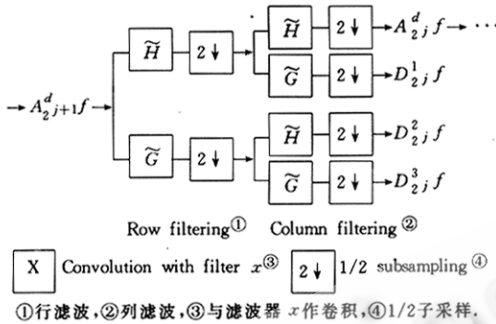 H̃ 2↓ A^d_{2^j} f → ⋯
H̃ 2↓
G̃ 2↓ D^1_{2^j} f
→ A^d_{2^{j+1}} f
H̃ 2↓ D^2_{2^j} f
G̃ 2↓
G̃ 2↓ D^3_{2^j} f
Row filtering① Column filtering②
X Convolution with filter x③ 2↓ 1/2 subsampling④
①行滤波,②列滤波,③与滤波器 x作卷积,④1/2子采样.